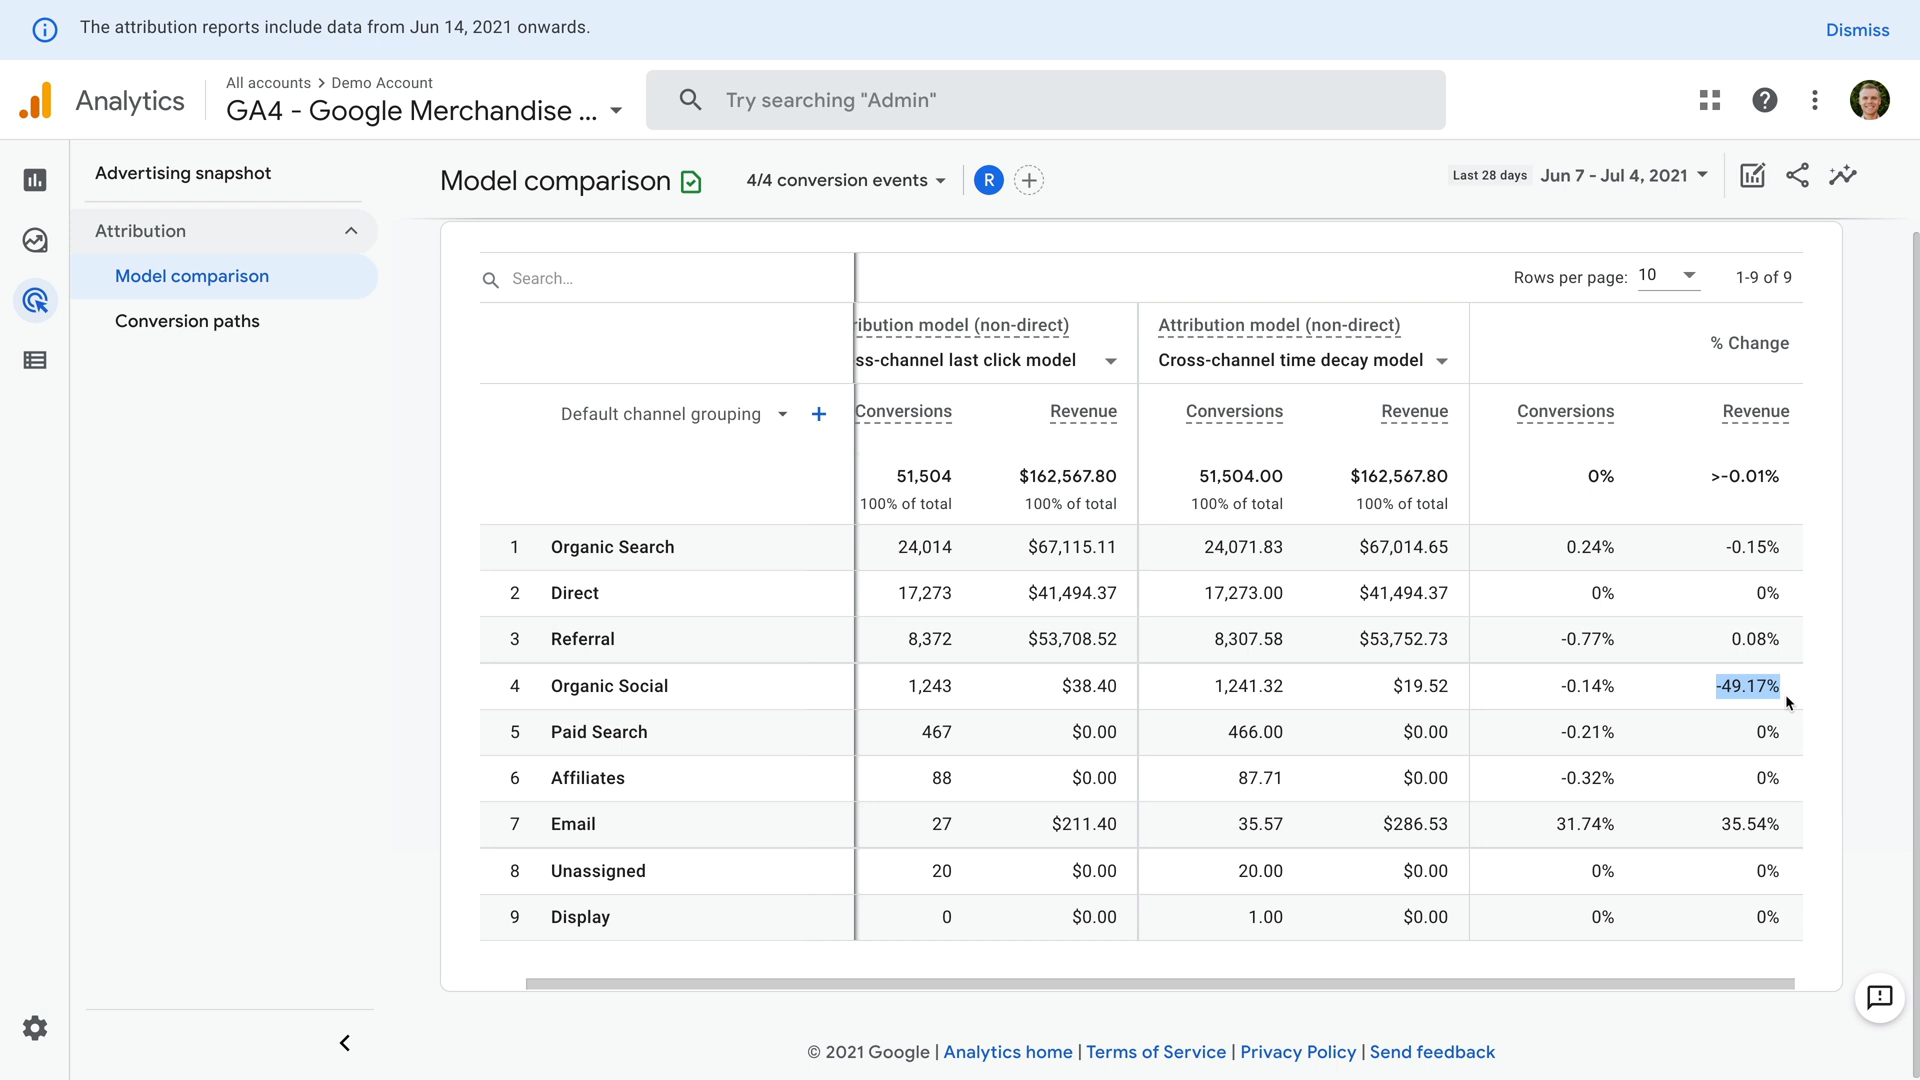 The attribution reports include data from Jun 14, 2021 onwards.
Dismiss
Analytics
All accounts > Demo Account
GA4 - Google Merchandise ...
Try searching "Admin"
Advertising snapshot
Attribution
Model comparison
Conversion paths
Model comparison
4/4 conversion events
R
Last 28 days Jun 7 - Jul 4, 2021
Search...
Rows per page: 10 1-9 of 9
ribution model (non-direct) Attribution model (non-direct)
ss-channel last click model Cross-channel time decay model % Change
Default channel grouping + Conversions Revenue Conversions Revenue Conversions Revenue
51,504 $162,567.80 51,504.00 $162,567.80 0% >-0.01%
100% of total 100% of total 100% of total 100% of total
1 Organic Search 24,014 $67,115.11 24,071.83 $67,014.65 0.24% -0.15%
2 Direct 17,273 $41,494.37 17,273.00 $41,494.37 0% 0%
3 Referral 8,372 $53,708.52 8,307.58 $53,752.73 -0.77% 0.08%
4 Organic Social 1,243 $38.40 1,241.32 $19.52 -0.14% -49.17%
5 Paid Search 467 $0.00 466.00 $0.00 -0.21% 0%
6 Affiliates 88 $0.00 87.71 $0.00 -0.32% 0%
7 Email 27 $211.40 35.57 $286.53 31.74% 35.54%
8 Unassigned 20 $0.00 20.00 $0.00 0% 0%
9 Display 0 $0.00 1.00 $0.00 0% 0%
© 2021 Google | Analytics home | Terms of Service | Privacy Policy | Send feedback